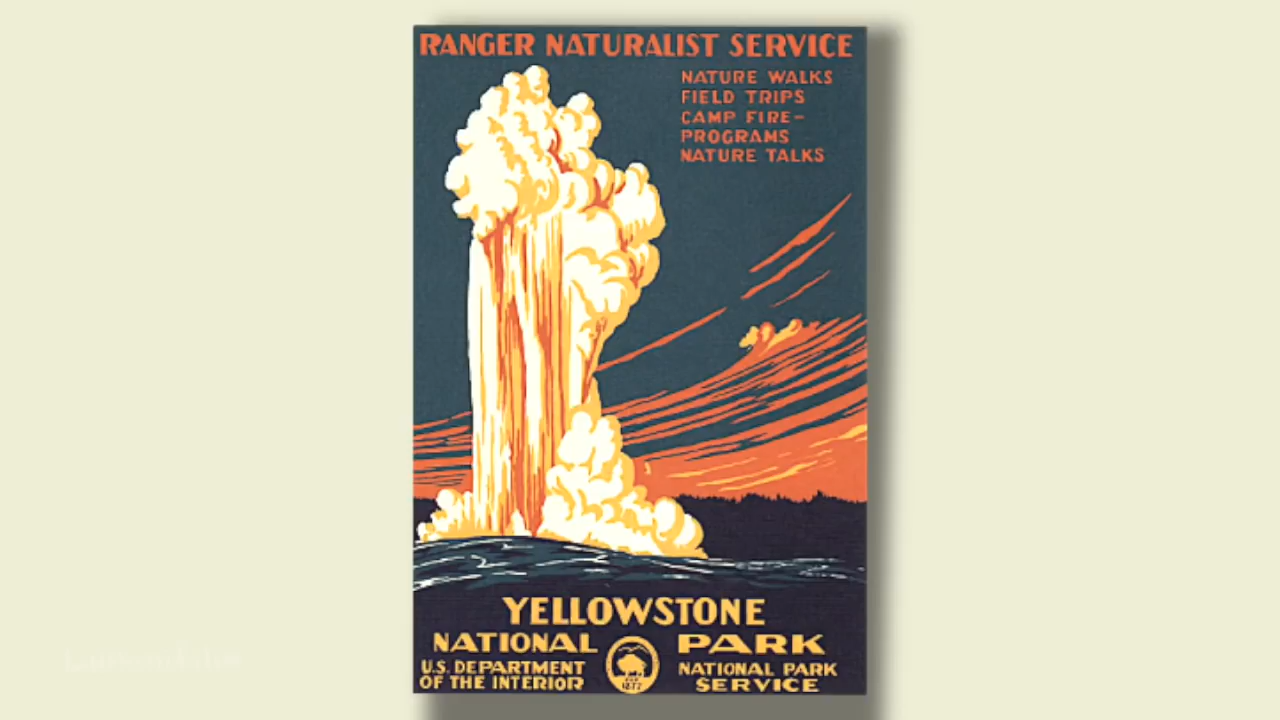 RANGER NATURALIST SERVICE
NATURE WALKS
FIELD TRIPS
CAMP FIRE-
PROGRAMS
NATURE TALKS
YELLOWSTONE
NATIONAL PARK
U.S. DEPARTMENT
OF THE INTERIOR
1872
NATIONAL PARK
SERVICE